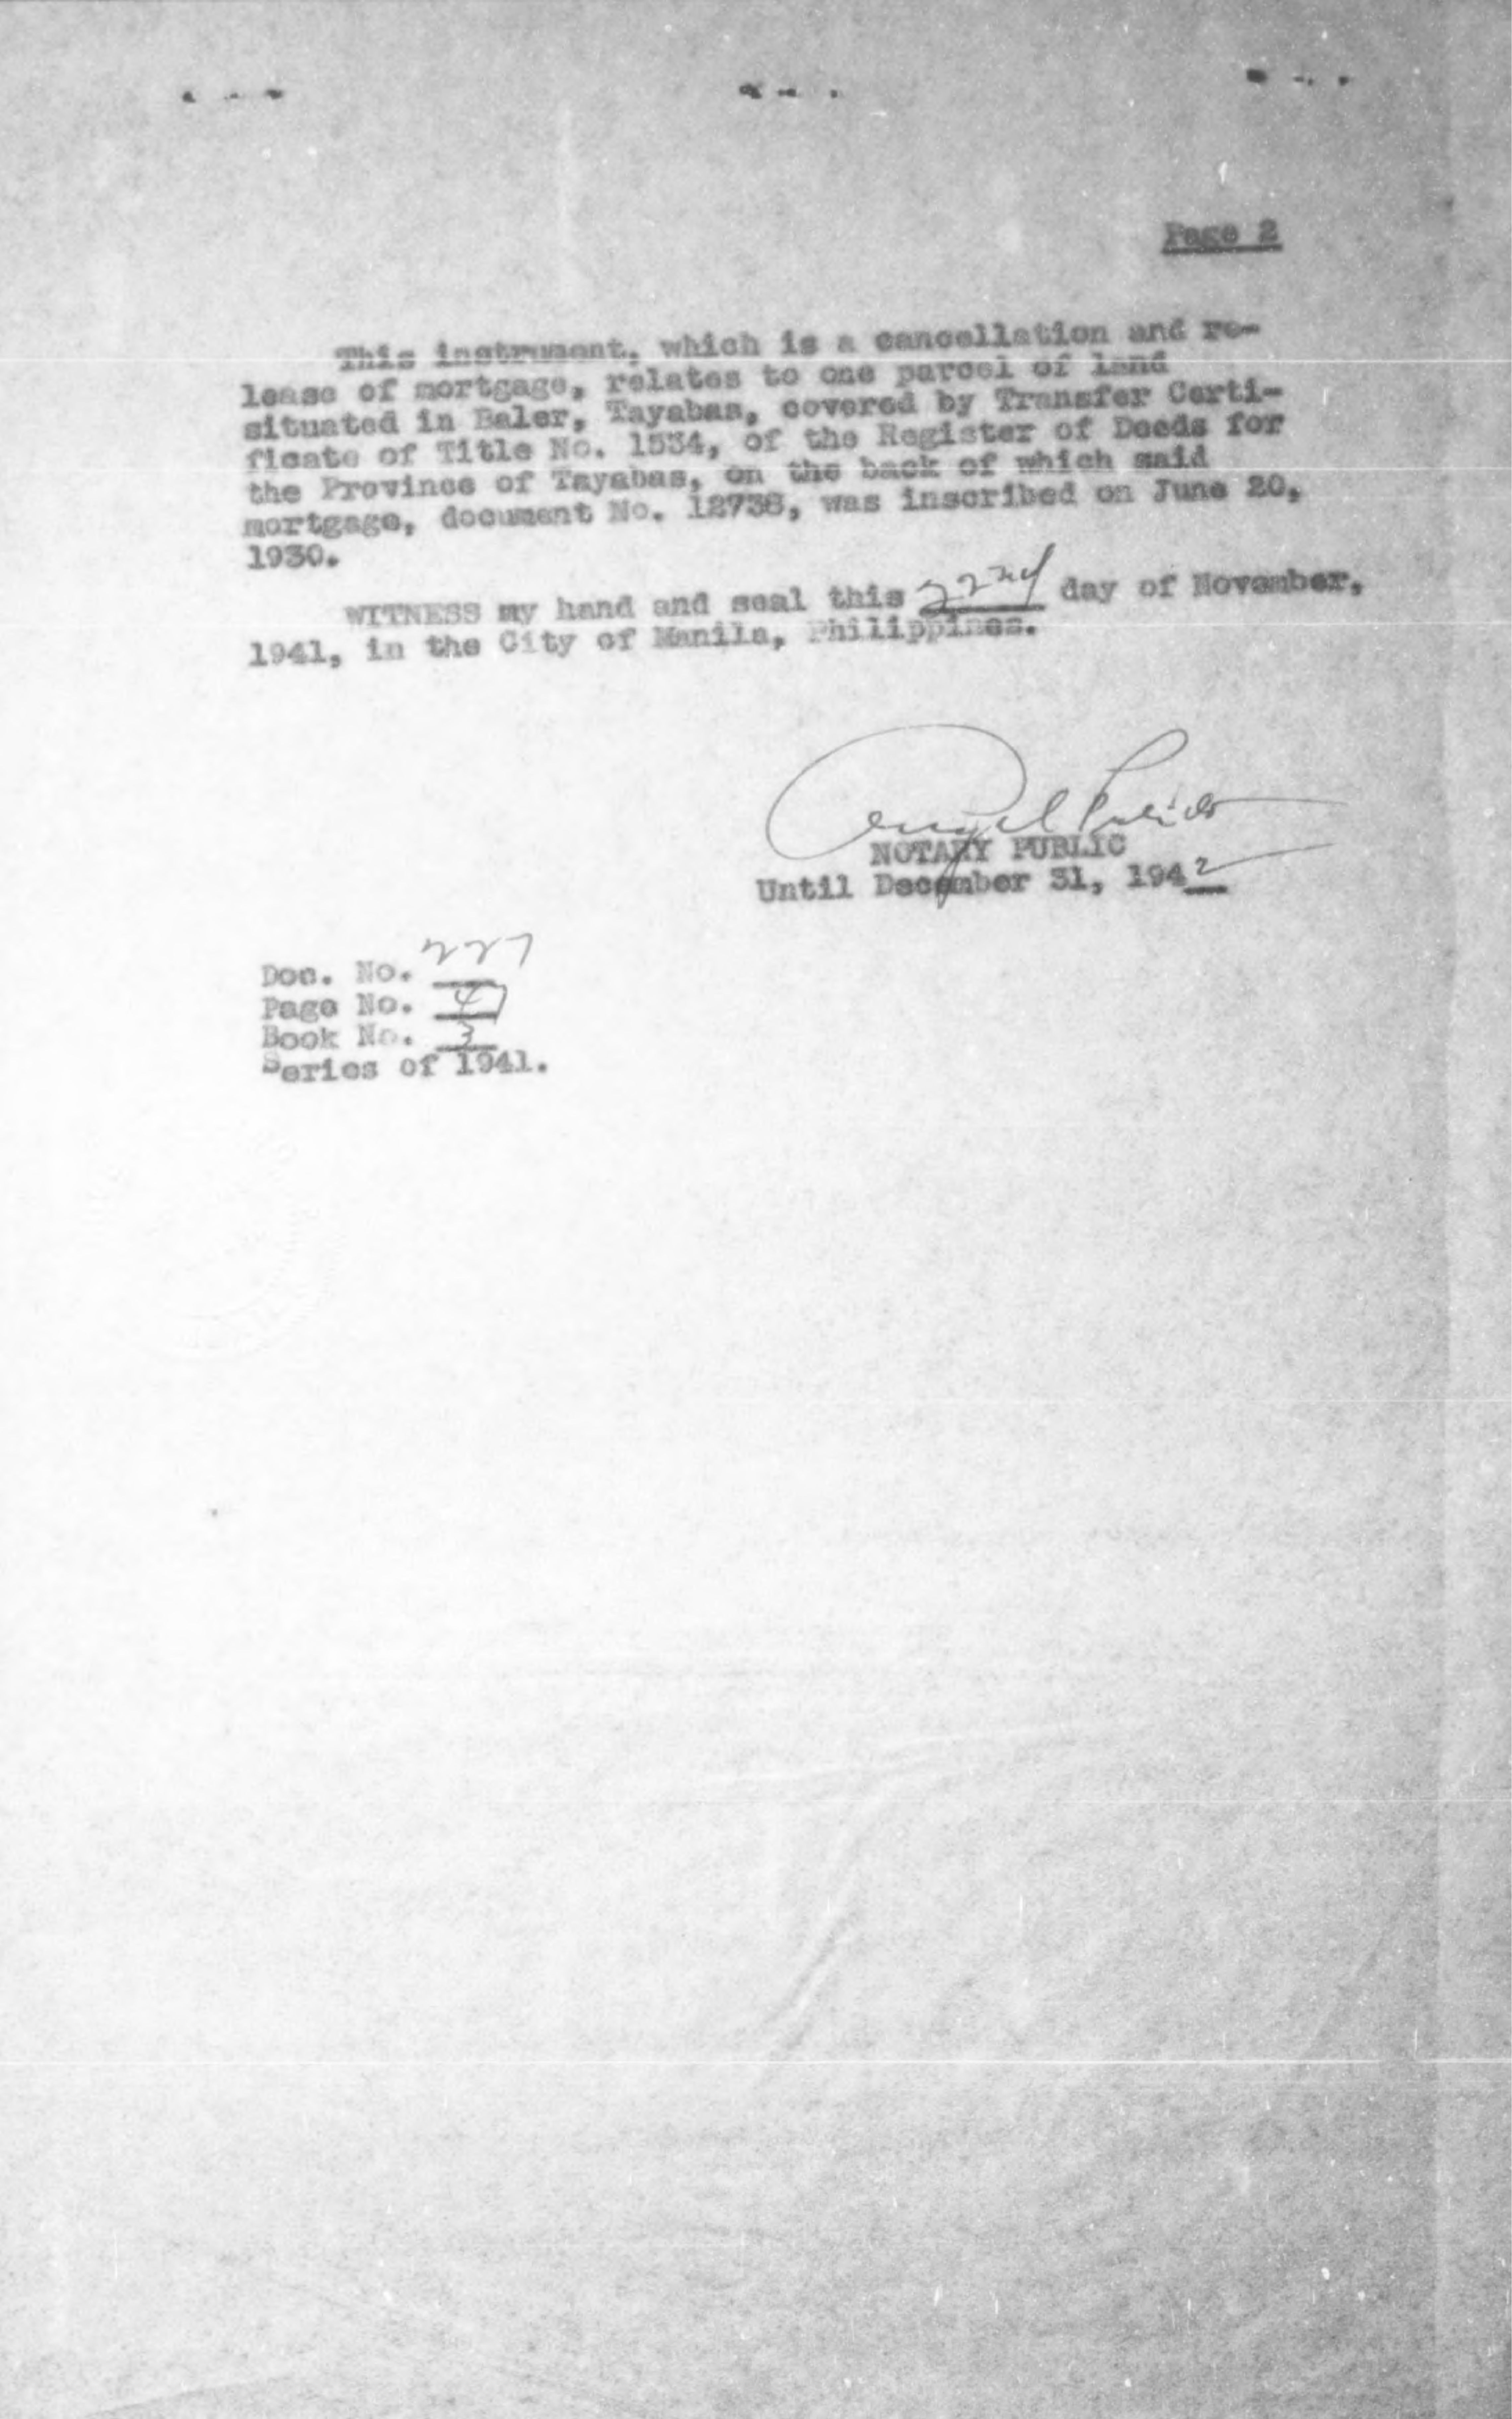 Page 2
This instrument, which is a cancellation and re-
lease of mortgage, relates to one parcel of land
situated in Baler, Tayabas, covered by Transfer Certi-
ficate of Title No. 1534, of the Register of Deeds for
the Province of Tayabas, on the back of which said
mortgage, document No. 12738, was inscribed on June 20,
1930.
WITNESS my hand and seal this 22nd day of November,
1941, in the City of Manila, Philippines.
Angel
NOTARY PUBLIC
Until December 31, 1942
Doc. No. 227
Page No. 47
Book No. 3
Series of 1941.